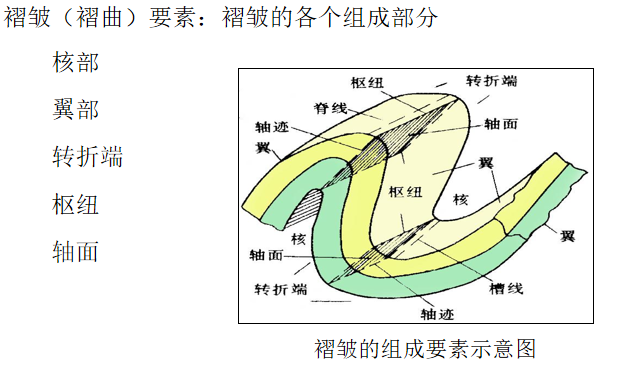 褶皱（褶曲）要素：褶皱的各个组成部分
核部
翼部
转折端
枢纽
轴面
枢纽
转折端
脊线
轴迹
轴面
翼
翼
枢纽
核
核
翼
轴面
转折端
槽线
轴迹
褶皱的组成要素示意图